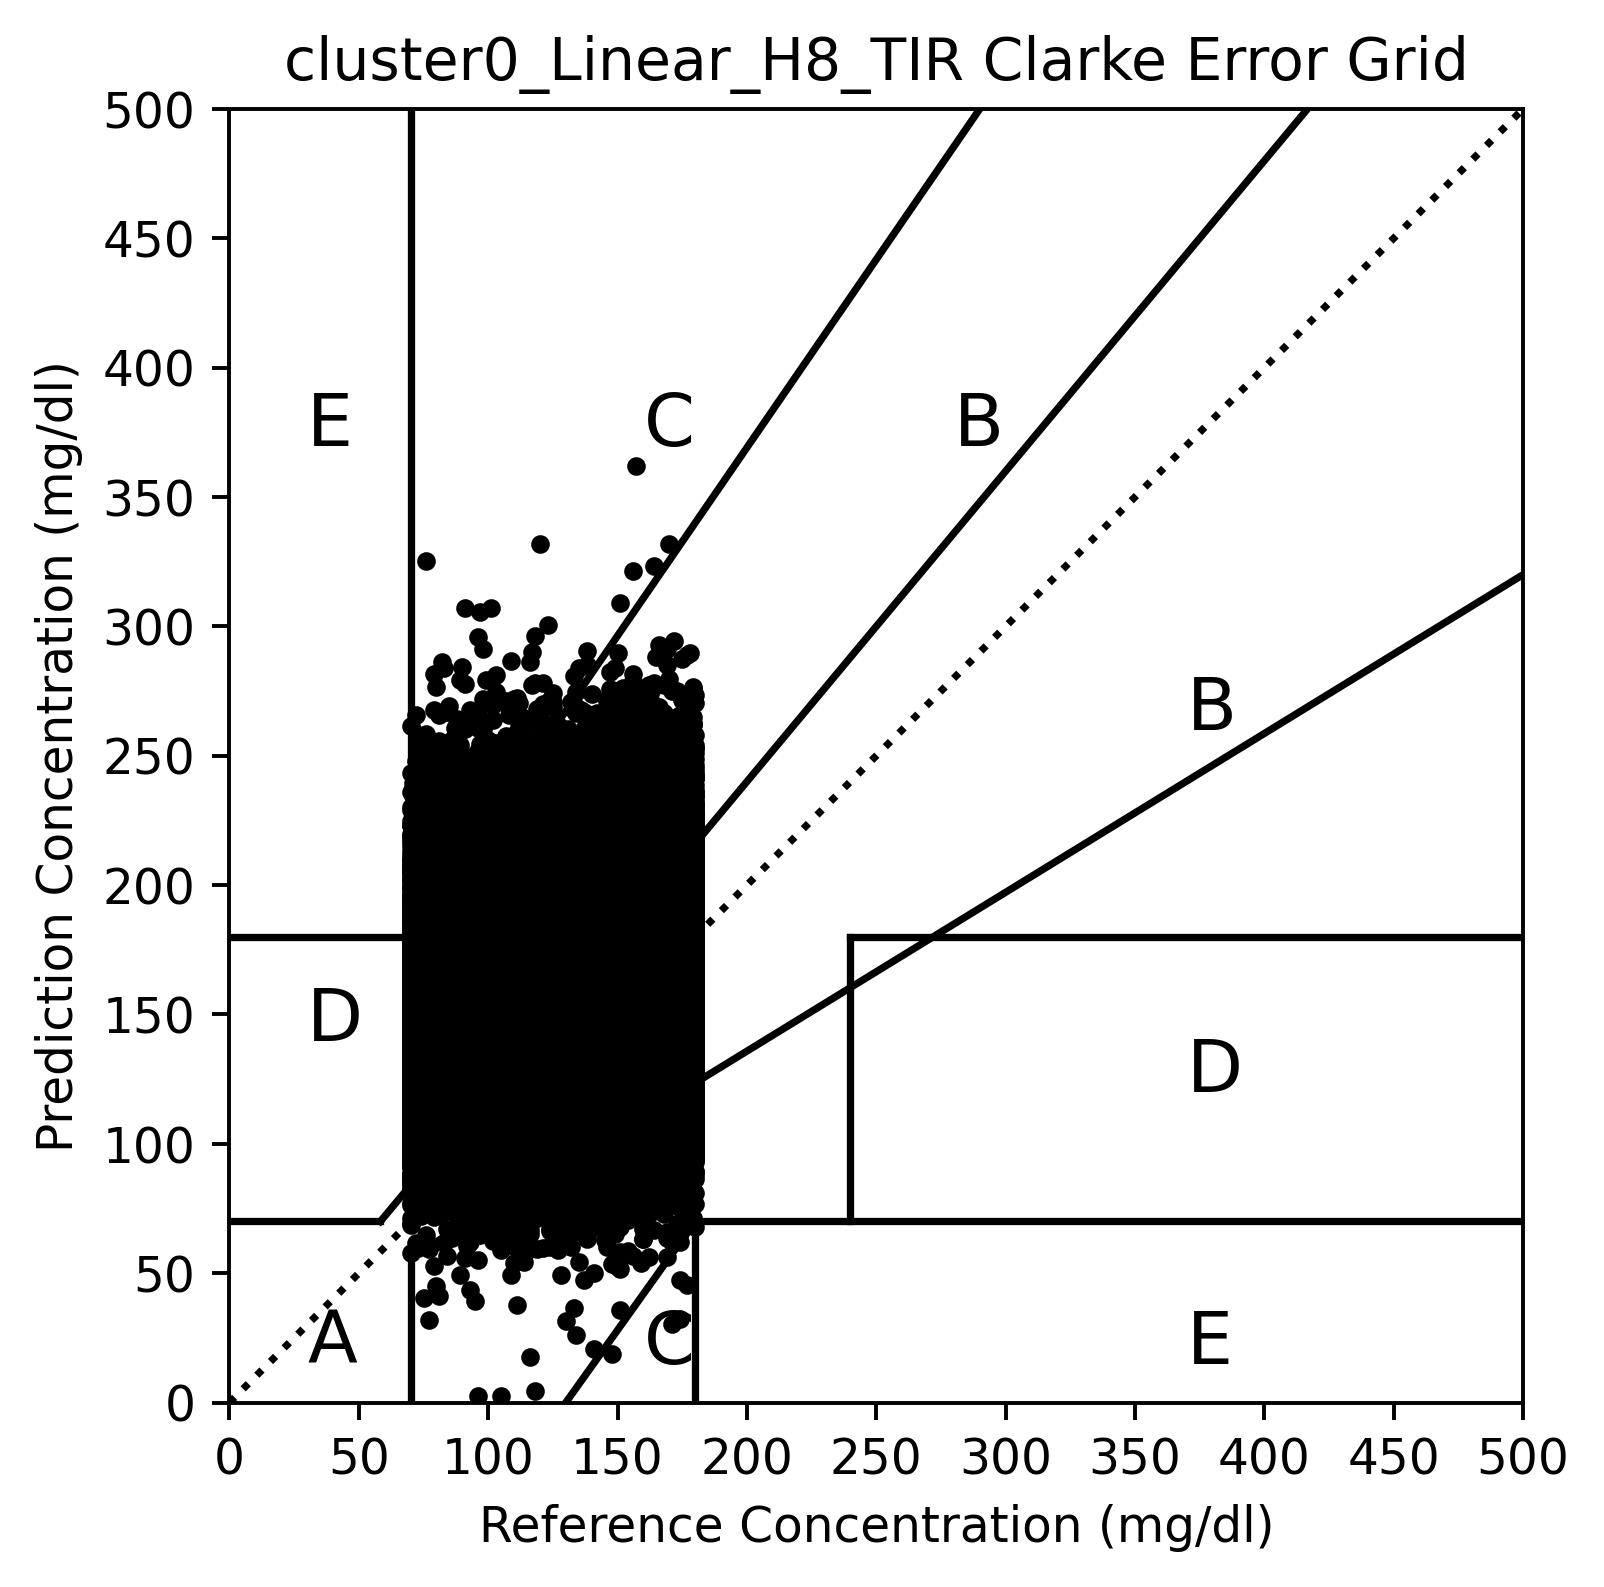 cluster0_Linear_H8_TIR Clarke Error Grid
500
450
400
350
300
250
200
150
100
50
0
Prediction Concentration (mg/dl)
E
C
B
B
D
D
A
C
E
0 50 100 150 200 250 300 350 400 450 500
Reference Concentration (mg/dl)